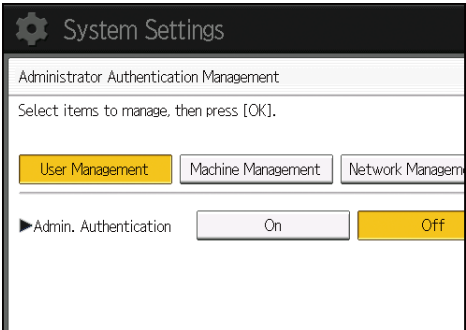 System Settings
Administrator Authentication Management
Select items to manage, then press [OK].
User Management Machine Management Network Managem
▶Admin. Authentication On Off